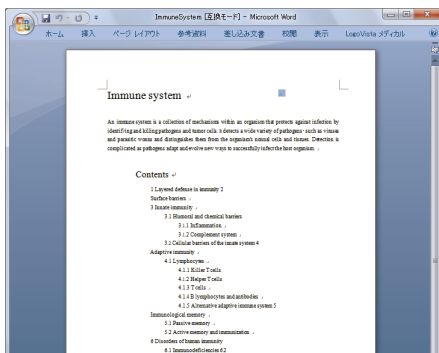 ImmuneSystem [互換モード] - Microsoft Word
ホーム 挿入 ページ レイアウト 参考資料 差し込み文書 校閲 表示 LogoVista メディカル
Immune system
An immune system is a collection of mechanisms within an organism that protects against infection by
identifying and killing pathogens and tumor cells. It detects a wide variety of pathogens - such as viruses
and parasitic worms and distinguishes them from the organism's normal cells and tissues. Detection is
complicated as pathogens adapt and evolve new ways to successfully infect the host organism.
Contents
1 Layered defense in immunity 2
Surface barriers
3 Innate immunity
3.1 Humoral and chemical barriers
3.1.1 Inflammation
3.1.2 Complement system
3.2 Cellular barriers of the innate system 4
Adaptive immunity
4.1 Lymphocytes
4.1.1 Killer T cells
4.1.2 Helper T cells
4.1.3 T cells
4.1.4 B lymphocytes and antibodies
4.1.5 Alternative adaptive immune system 5
Immunological memory
5.1 Passive memory
5.2 Active memory and immunization
6 Disorders of human immunity
6.1 Immunodeficiencies 6.2